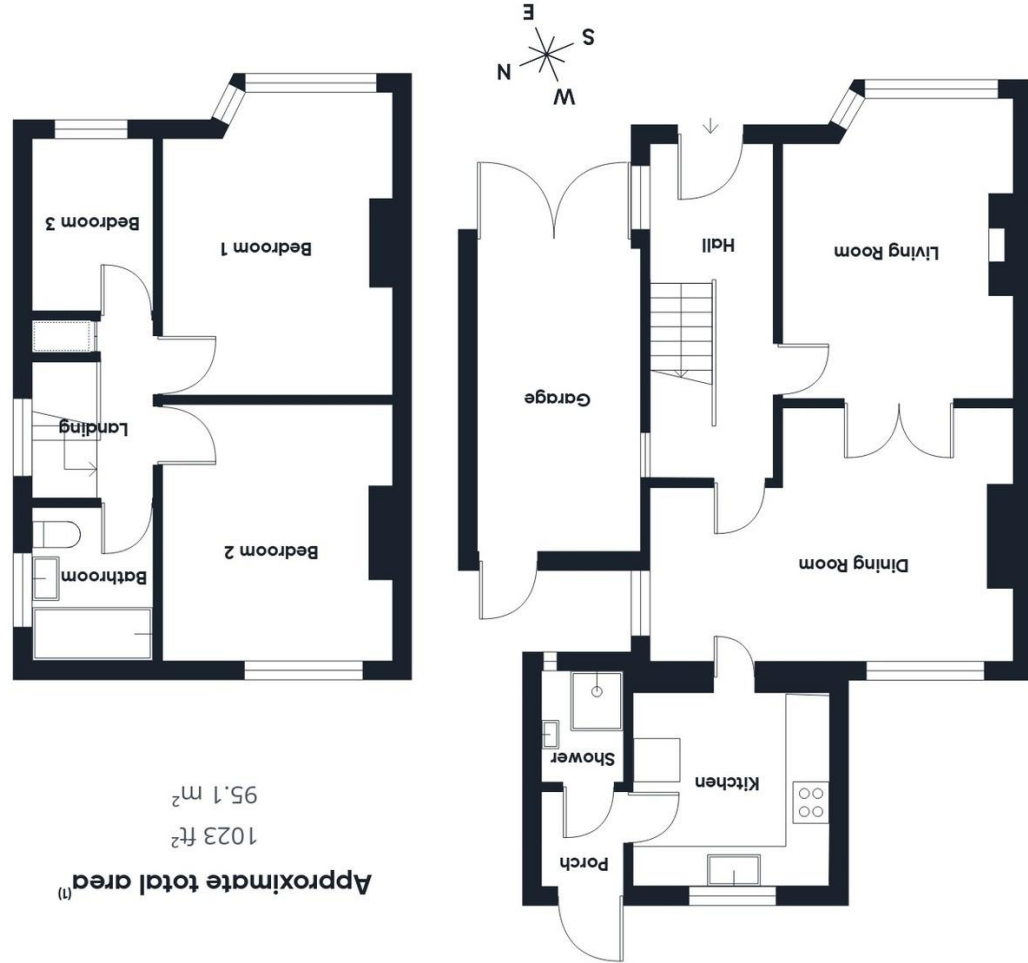 Approximate total area(1)
1023 ft²
95.1 m²
Porch
Kitchen
Shower
Dining Room
Garage
Living Room
Hall
W
N
S
E
Bathroom
Bedroom 2
Landing
Bedroom 1
Bedroom 3